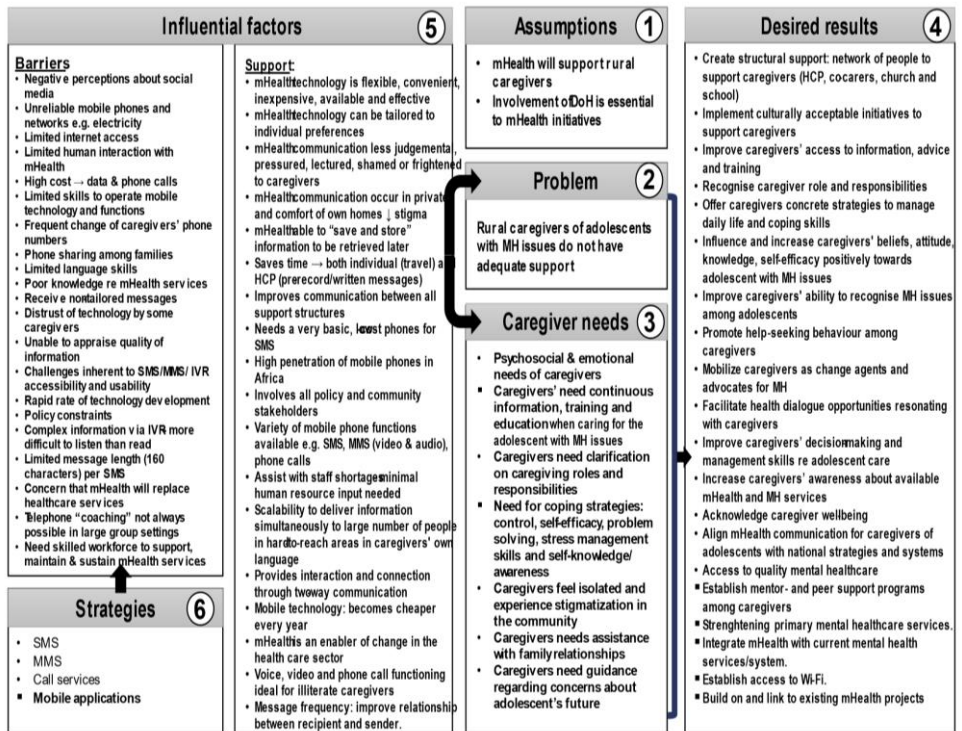 Influential factors 5
Barriers
• Negative perceptions about social
media
• Unreliable mobile phones and
networks e.g. electricity
• Limited internet access
• Limited human interaction with
mHealth
• High cost → data & phone calls
• Limited skills to operate mobile
technology and functions
• Frequent change of caregivers' phone
numbers
• Phone sharing among families
• Limited language skills
• Poor knowledge re mHealth services
• Receive nontailored messages
• Distrust of technology by some
caregivers
• Unable to appraise quality of
information
• Challenges inherent to SMS/MMS/ IVR
accessibility and usability
• Rapid rate of technology development
• Policy constraints
• Complex information via IVR more
difficult to listen than read
• Limited message length (160
characters) per SMS
• Concern that mHealth will replace
healthcare services
• Telephone "coaching" not always
possible in large group settings
• Need skilled workforce to support,
maintain & sustain mHealth services
Strategies 6
• SMS
• MMS
• Call services
▪ Mobile applications
Support:
• mHealth technology is flexible, convenient,
inexpensive, available and effective
• mHealth technology can be tailored to
individual preferences
• mHealth communication less judgemental,
pressured, lectured, shamed or frightened
to caregivers
• mHealth communication occur in private
and comfort of own homes ↓ stigma
• mHealth able to "save and store"
information to be retrieved later
• Saves time → both individual (travel)
HCP (prerecord/written messages)
• Improves communication between all
support structures
• Needs a very basic, phones for
SMS
• High penetration of mobile phones in
Africa
• Involves all policy and community
stakeholders
• Variety of mobile phone functions
available e.g. SMS, MMS (video & audio),
phone calls
• Assist with staff shortages minimal
human resource input needed
• Scalability to deliver information
simultaneously to large number of people
in hard-to-reach areas in caregivers' own
language
• Provides interaction and connection
through twoway communication
• Mobile technology: becomes cheaper
every year
• mHealth is an enabler of change in the
health care sector
• Voice, video and phone call functioning
ideal for illiterate caregivers
• Message frequency: improve relationship
between recipient and sender.
Assumptions 1
• mHealth will support rural
caregivers
• Involvement of DoH is essential
to mHealth initiatives
Problem 2
Rural caregivers of adolescents
with MH issues do not have
adequate support
Caregiver needs 3
• Psychosocial & emotional
needs of caregivers
▪ Caregivers' need continuous
information, training and
education when caring for the
adolescent with MH issues
• Caregivers need clarification
on caregiving roles and
responsibilities
▪ Need for coping strategies:
control, self-efficacy, problem
solving, stress management
skills and self-knowledge/
awareness
• Caregivers feel isolated and
experience stigmatization in
the community
• Caregivers needs assistance
with family relationships
• Caregivers need guidance
regarding concerns about
adolescent's future
Desired results 4
• Create structural support: network of people to
support caregivers (HCP, cocarers, church and
school)
• Implement culturally acceptable initiatives to
support caregivers
• Improve caregivers' access to information, advice
and training
• Recognise caregiver role and responsibilities
• Offer caregivers concrete strategies to manage
daily life and coping skills
• Influence and increase caregivers' beliefs, attitude,
knowledge, self-efficacy positively towards
adolescent with MH issues
• Improve caregivers' ability to recognise MH issues
among adolescents
• Promote help-seeking behaviour among
caregivers
• Mobilize caregivers as change agents and
advocates for MH
• Facilitate health dialogue opportunities resonating
with caregivers
• Improve caregivers' decisionmaking and
management skills re adolescent care
• Increase caregivers' awareness about available
mHealth and MH services
• Acknowledge caregiver wellbeing
• Align mHealth communication for caregivers of
adolescents with national strategies and systems
• Access to quality mental healthcare
▪ Establish mentor- and peer support programs
among caregivers
▪ Strenghtening primary mental healthcare services.
▪ Integrate mHealth with current mental health
services/system.
▪ Establish access to Wi-Fi.
▪ Build on and link to existing mHealth projects